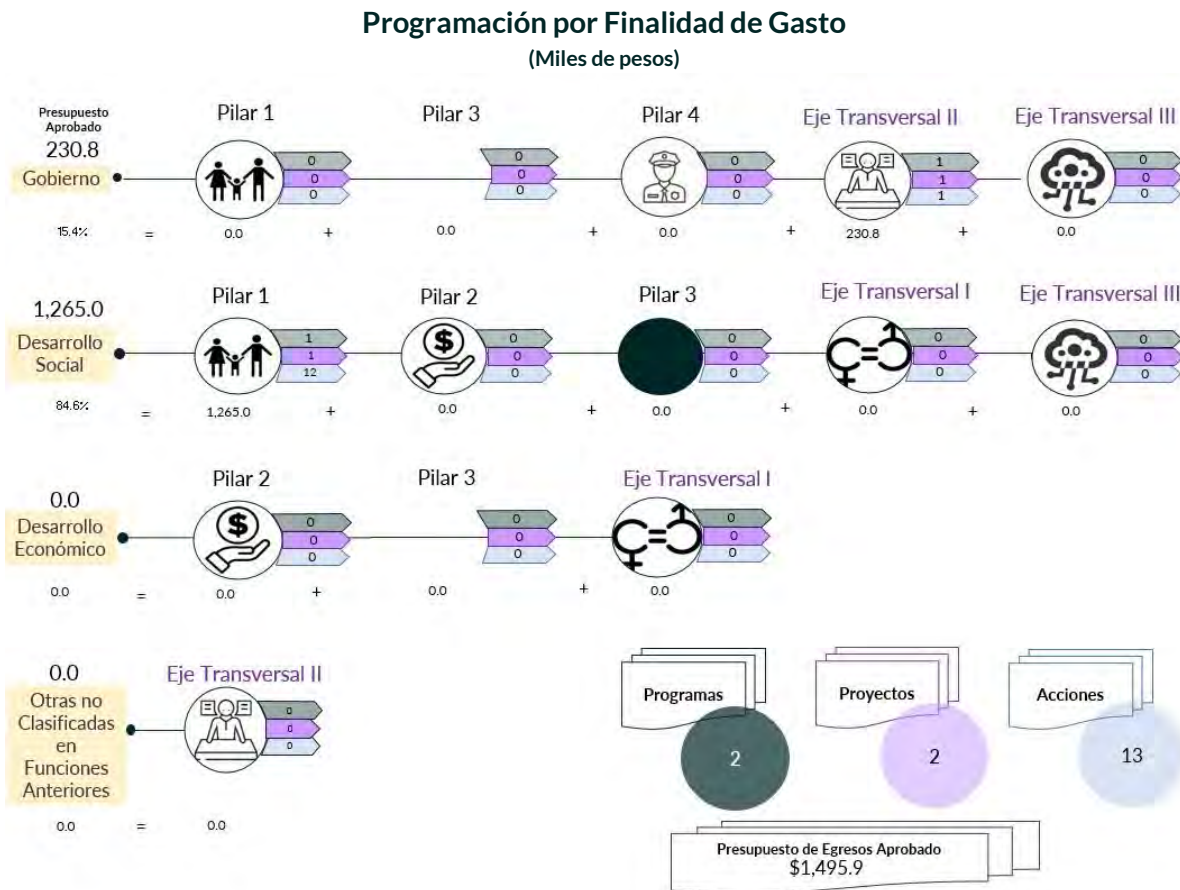 Programación por Finalidad de Gasto
(Miles de pesos)
Presupuesto
Aprobado
230.8
Gobierno
15.4%
=
Pilar 1
0
0
0
0.0
+
Pilar 3
0
0
0
0.0
+
Pilar 4
0
0
0
0.0
+
Eje Transversal II
1
1
1
230.8
+
Eje Transversal III
0
0
0
0.0
1,265.0
Desarrollo
Social
84.6%
=
Pilar 1
1
1
12
1,265.0
+
Pilar 2
$
0
0
0
0.0
+
Pilar 3
0
0
0
0.0
+
Eje Transversal I
0
0
0
0.0
+
Eje Transversal III
0
0
0
0.0
0.0
Desarrollo
Económico
0.0
=
Pilar 2
$
0
0
0
0.0
+
Pilar 3
0
0
0
0.0
+
Eje Transversal I
0
0
0
0.0
0.0
Otras no
Clasificadas
en
Funciones
Anteriores
0.0
=
Eje Transversal II
0
0
0
0.0
Programas
2
Proyectos
2
Acciones
13
Presupuesto de Egresos Aprobado
$1,495.9